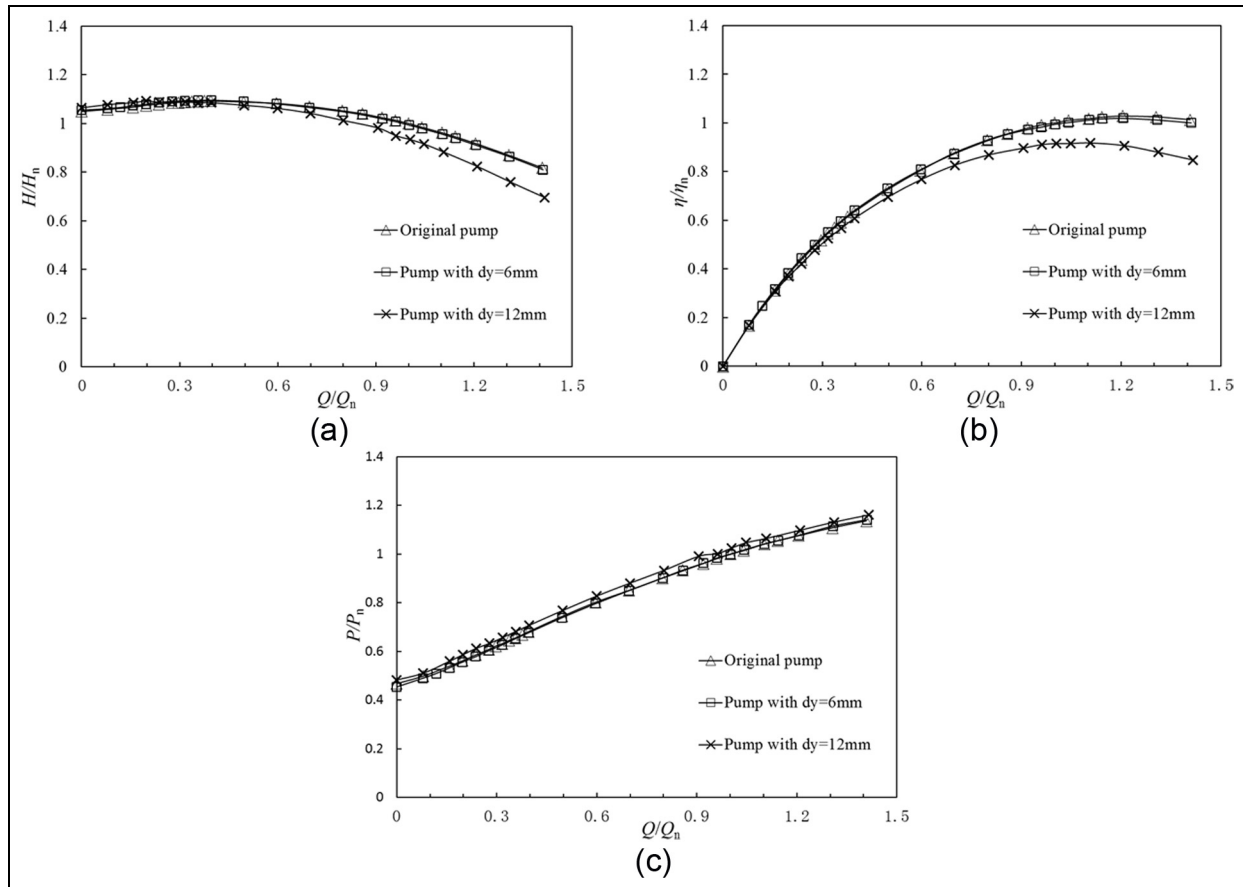 1.4
1.2
1
0.8
0.6
0.4
0.2
0
H/Hn
Original pump
Pump with dy=6mm
Pump with dy=12mm
0 0.3 0.6 0.9 1.2 1.5
Q/Qn
(a)
1.4
1.2
1
0.8
0.6
0.4
0.2
0
η/ηn
Original pump
Pump with dy=6mm
Pump with dy=12mm
0 0.3 0.6 0.9 1.2 1.5
Q/Qn
(b)
1.4
1.2
1
0.8
0.6
0.4
0.2
0
P/Pn
Original pump
Pump with dy=6mm
Pump with dy=12mm
0 0.3 0.6 0.9 1.2 1.5
Q/Qn
(c)